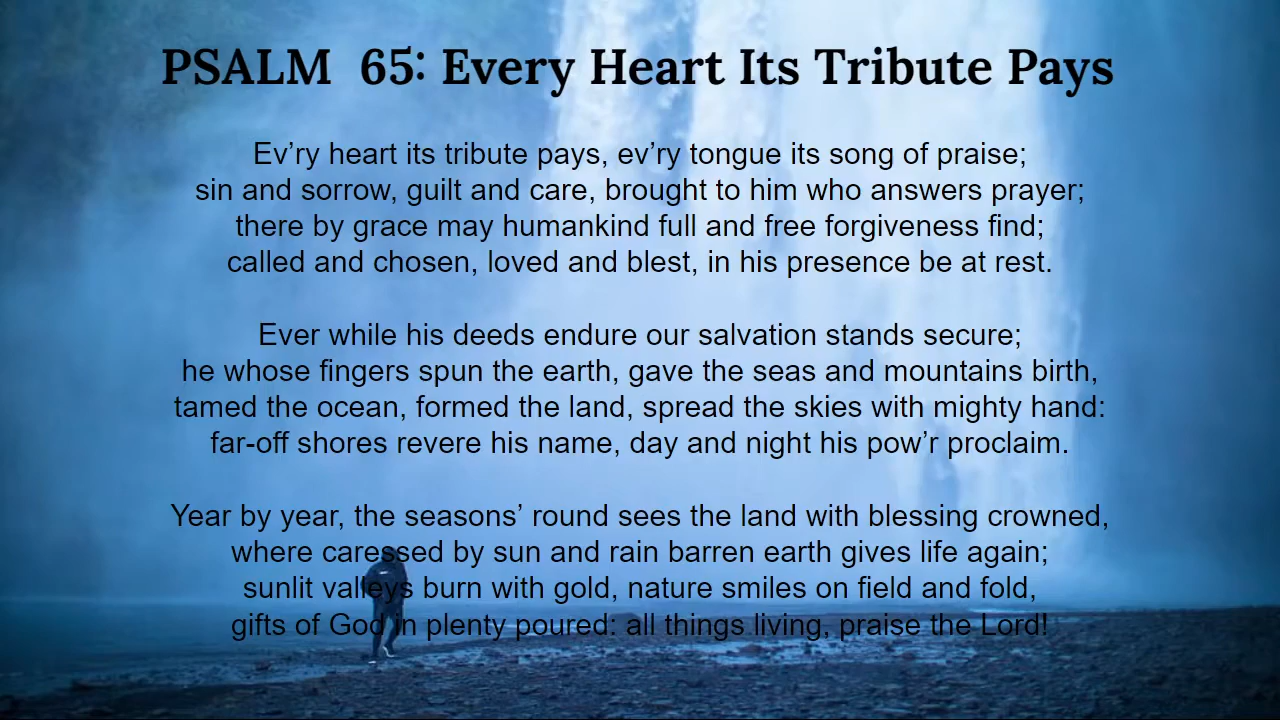 PSALM  65: Every Heart Its Tribute Pays
Ev’ry heart its tribute pays, ev’ry tongue its song of praise;
sin and sorrow, guilt and care, brought to him who answers prayer;
there by grace may humankind full and free forgiveness find;
called and chosen, loved and blest, in his presence be at rest.
Ever while his deeds endure our salvation stands secure;
he whose fingers spun the earth, gave the seas and mountains birth,
tamed the ocean, formed the land, spread the skies with mighty hand:
far-off shores revere his name, day and night his pow’r proclaim.
Year by year, the seasons’ round sees the land with blessing crowned,
where caressed by sun and rain barren earth gives life again;
sunlit valleys burn with gold, nature smiles on field and fold,
gifts of God in plenty poured: all things living, praise the Lord!